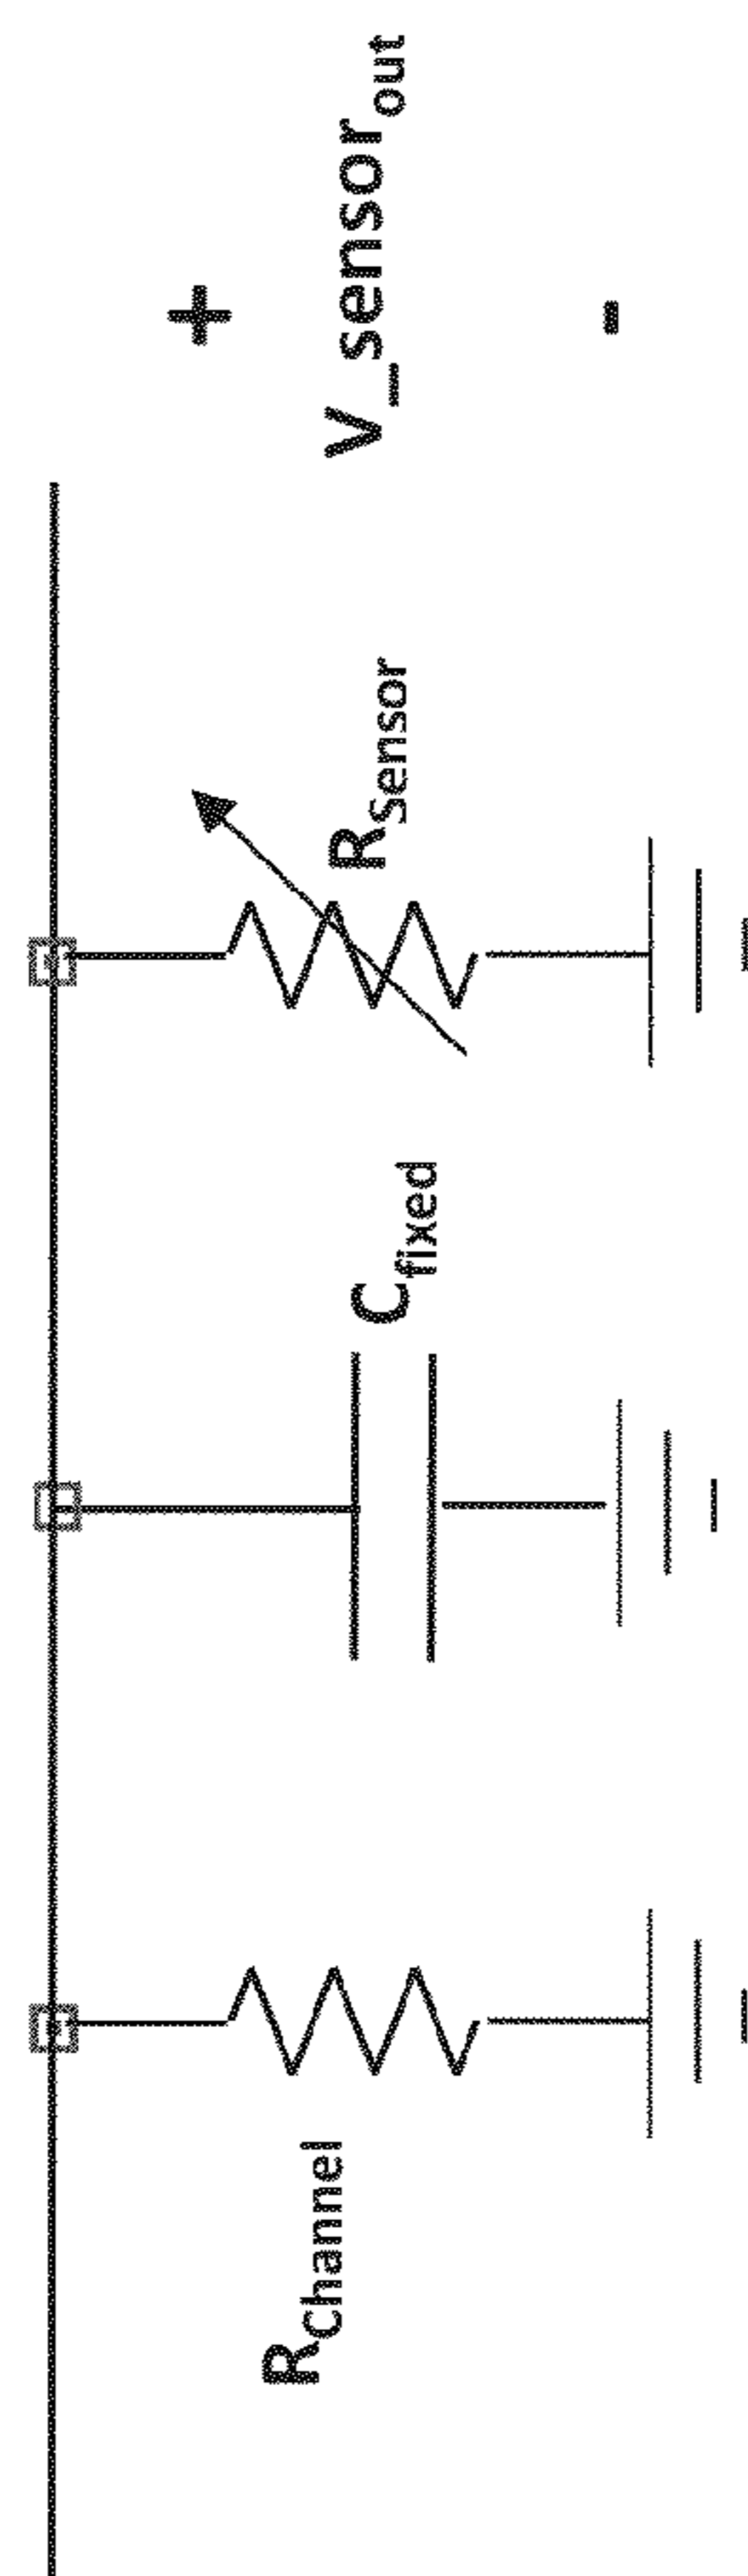 R_Channel
C_fixed
R_Sensor
+
V_sensor_out
-